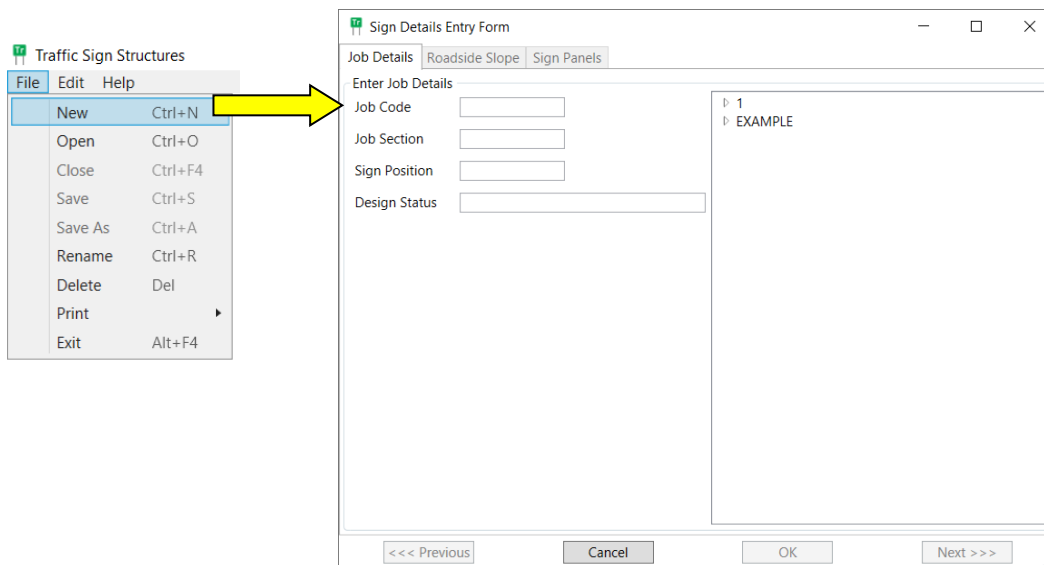 Traffic Sign Structures
File Edit Help
New Ctrl+N
Open Ctrl+O
Close Ctrl+F4
Save Ctrl+S
Save As Ctrl+A
Rename Ctrl+R
Delete Del
Print
Exit Alt+F4
Sign Details Entry Form
Job Details Roadside Slope Sign Panels
Enter Job Details
Job Code
Job Section
Sign Position
Design Status
1
EXAMPLE
<<< Previous Cancel OK Next >>>